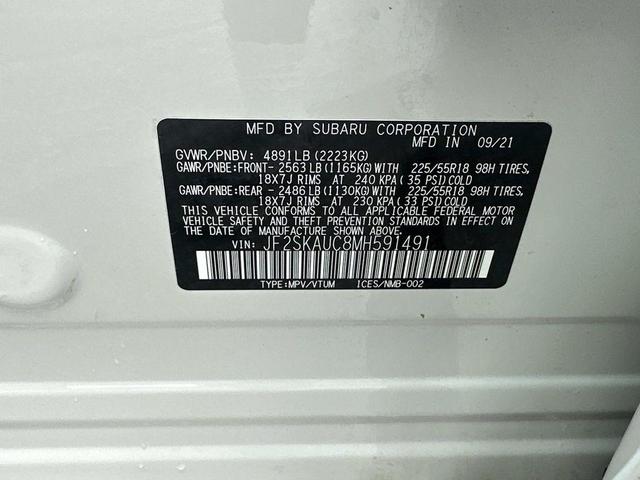 MFD BY SUBARU CORPORATION
MFD IN 09/21
GVWR/PNBV: 4891LB (2223KG)
GAWR/PNBE:FRONT- 2563LB (1165KG)WITH 225/55R18 98H TIRES,
18X7J RIMS AT 240 KPA (35 PSI) COLD
GAWR/PNBE:REAR - 2486LB (1130KG)WITH 225/55R18 98H TIRES,
18X7J RIMS AT 230 KPA (33 PSI) COLD
THIS VEHICLE CONFORMS TO ALL APPLICABLE FEDERAL MOTOR
VEHICLE SAFETY AND THEFT PREVENTION STANDARDS IN EFFECT ON
THE DATE OF MANUFACTURE SHOWN ABOVE.
VIN: JF2SKAUC8MH591491
TYPE:MPV/VTUM ICES/NMB-002